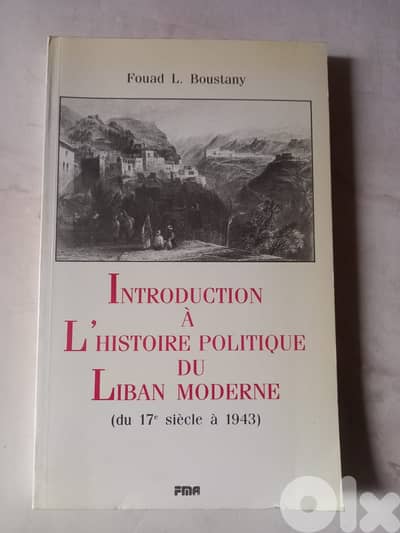 Fouad L. Boustany
INTRODUCTION
À
L'HISTOIRE POLITIQUE
DU
LIBAN MODERNE
(du 17e siècle à 1943)
FMA
olx